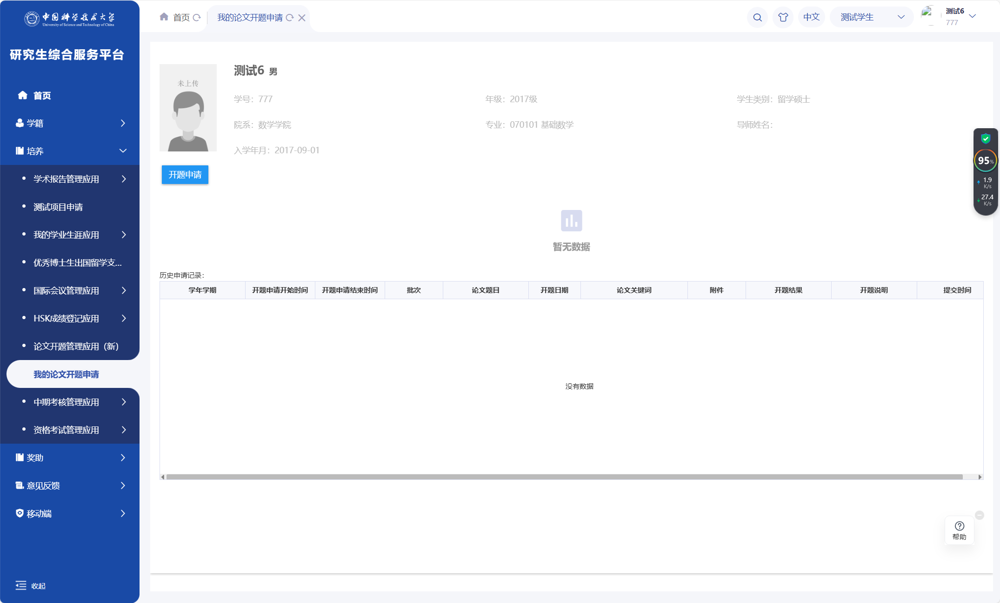 中国科学技术大学
University of Science and Technology of China
研究生综合服务平台
首页
学籍
培养
学术报告管理应用
测试项目申请
我的学业生涯应用
优秀博士生出国留学支...
国际会议管理应用
HSK成绩登记应用
论文开题管理应用（新）
我的论文开题申请
中期考核管理应用
资格考试管理应用
奖助
意见反馈
移动端
收起
首页
我的论文开题申请
中文
测试学生
测试6
777
未上传
测试6 男
学号：777
年级：2017级
学生类别：留学硕士
院系：数学学院
专业：070101 基础数学
导师姓名：
入学年月：2017-09-01
开题申请
暂无数据
历史申请记录：
学年学期 开题申请开始时间 开题申请结束时间 批次 论文题目 开题日期 论文关键词 附件 开题结果 开题说明 提交时间
没有数据
95%
1.9
K/s
27.4
K/s
帮助